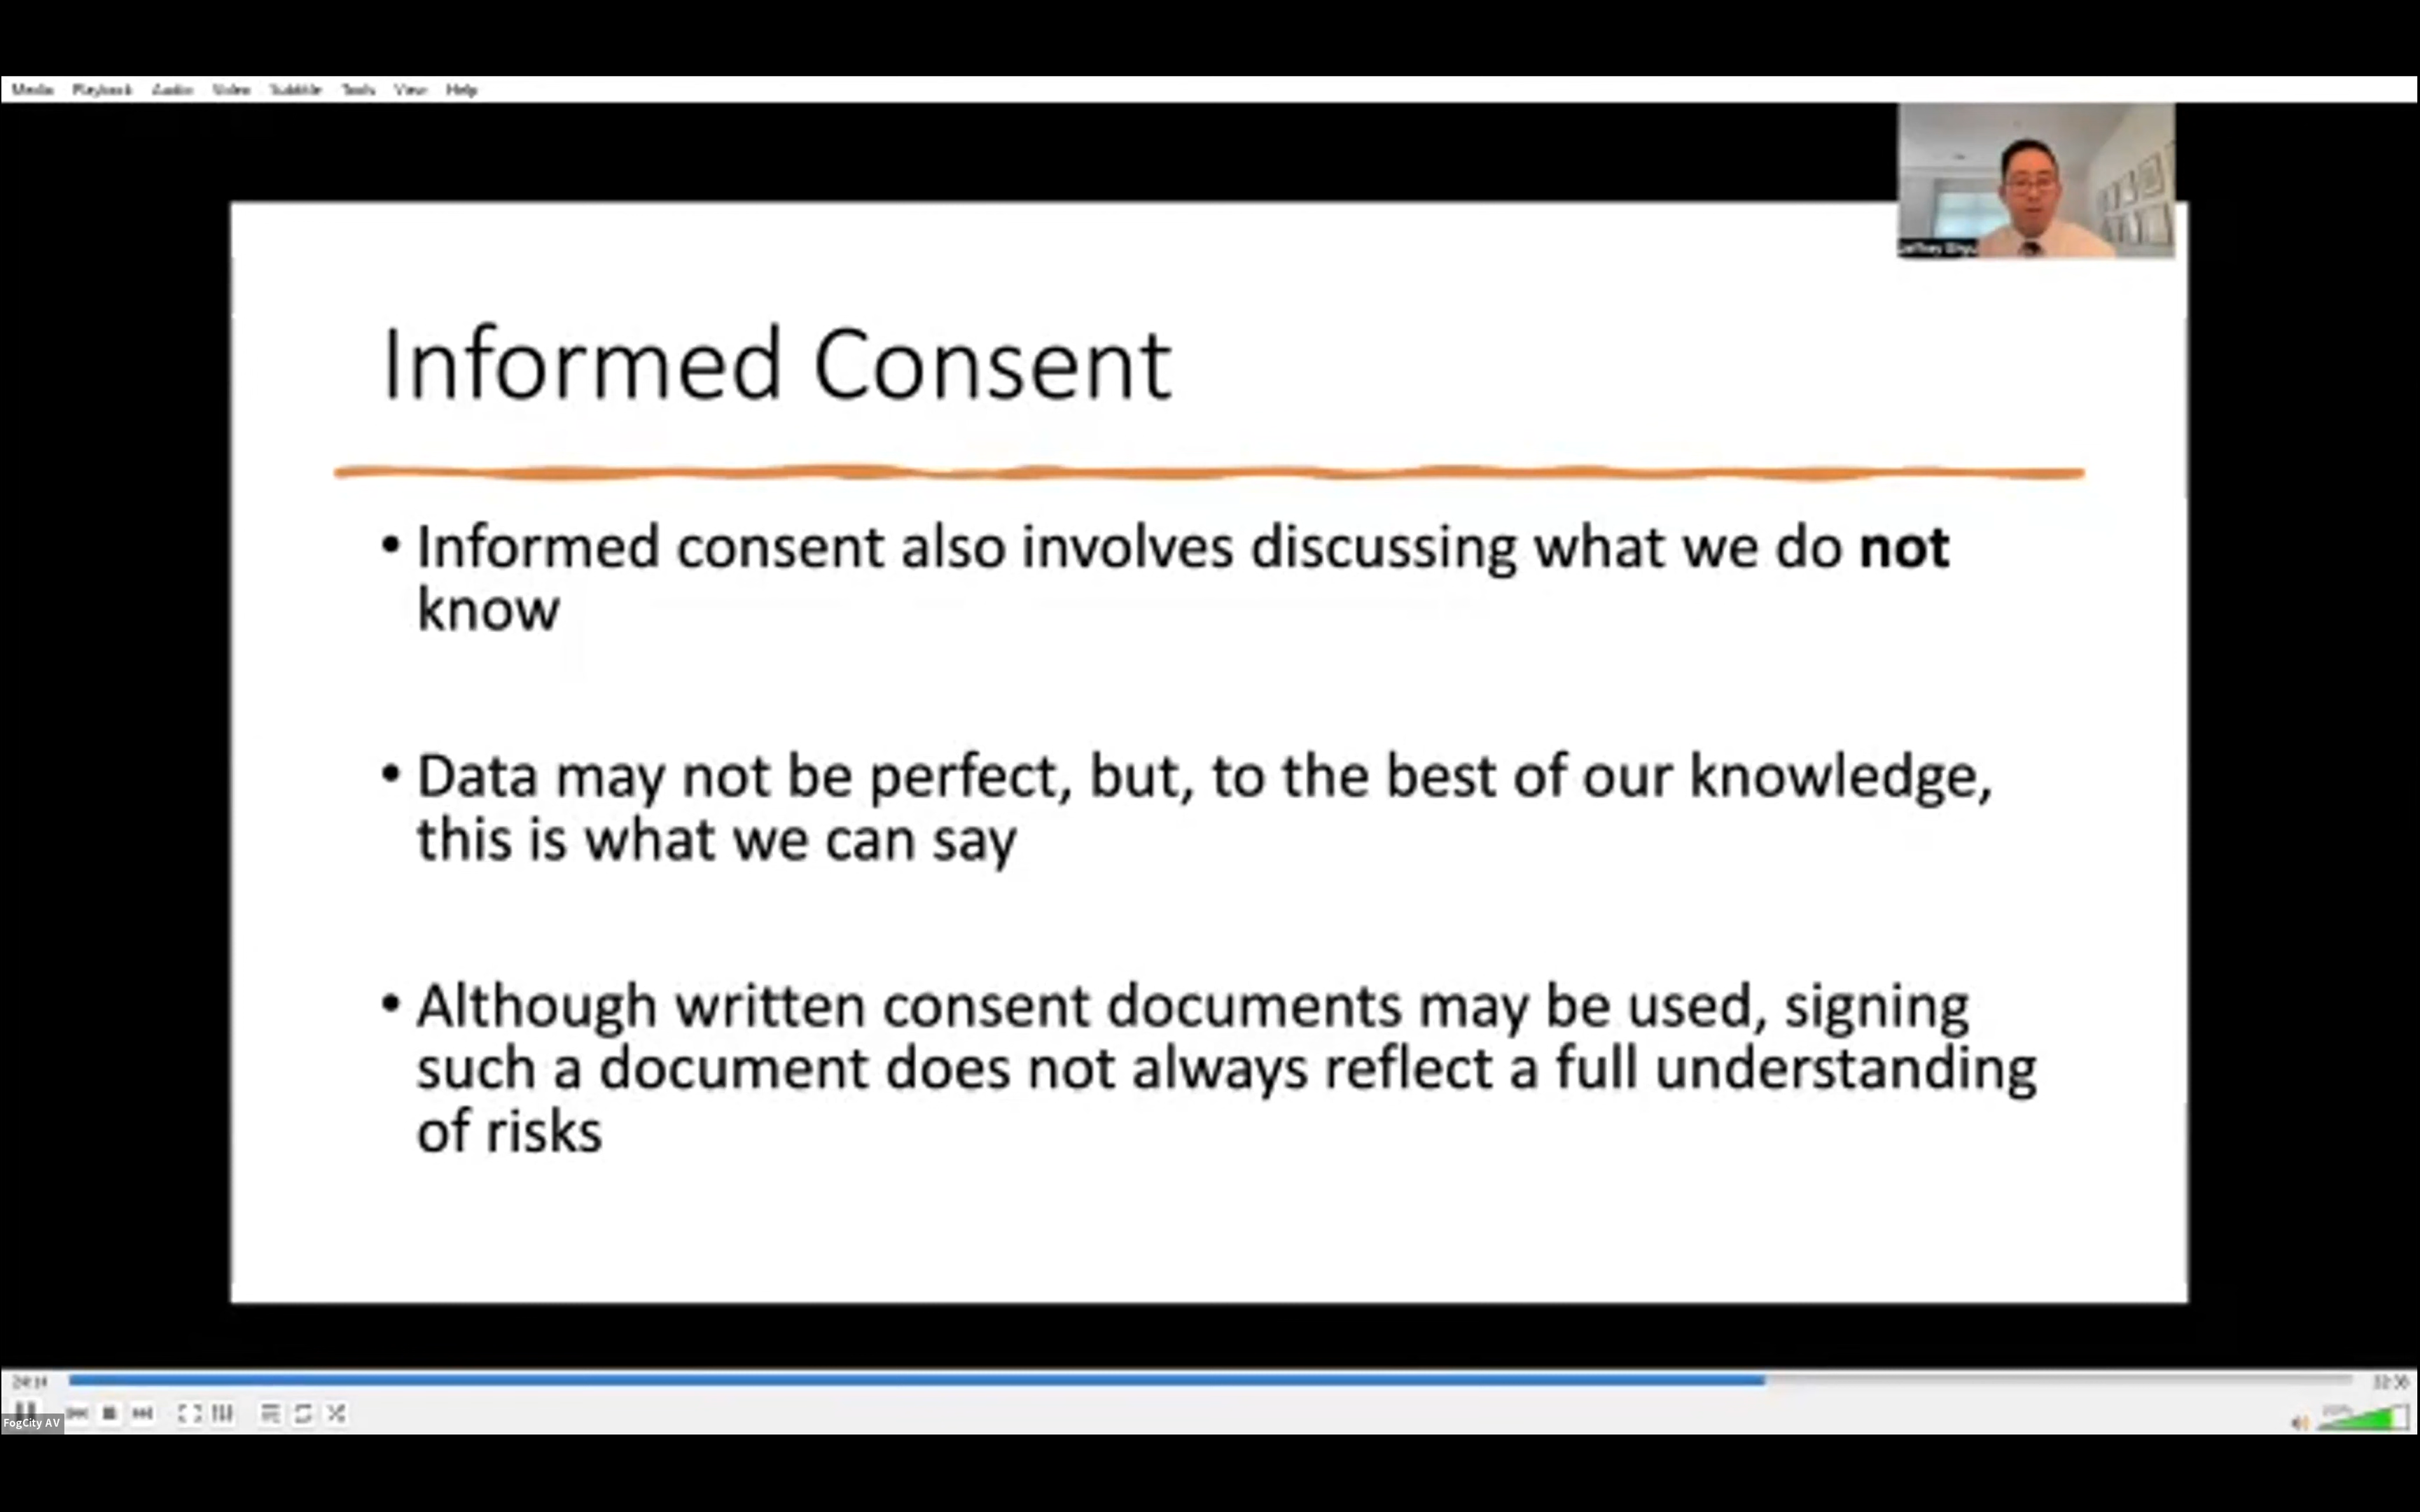 Media Playback Audio Video Subtitle Tools View Help
Informed Consent
• Informed consent also involves discussing what we do not
know
• Data may not be perfect, but, to the best of our knowledge,
this is what we can say
• Although written consent documents may be used, signing
such a document does not always reflect a full understanding
of risks
FogCity AV